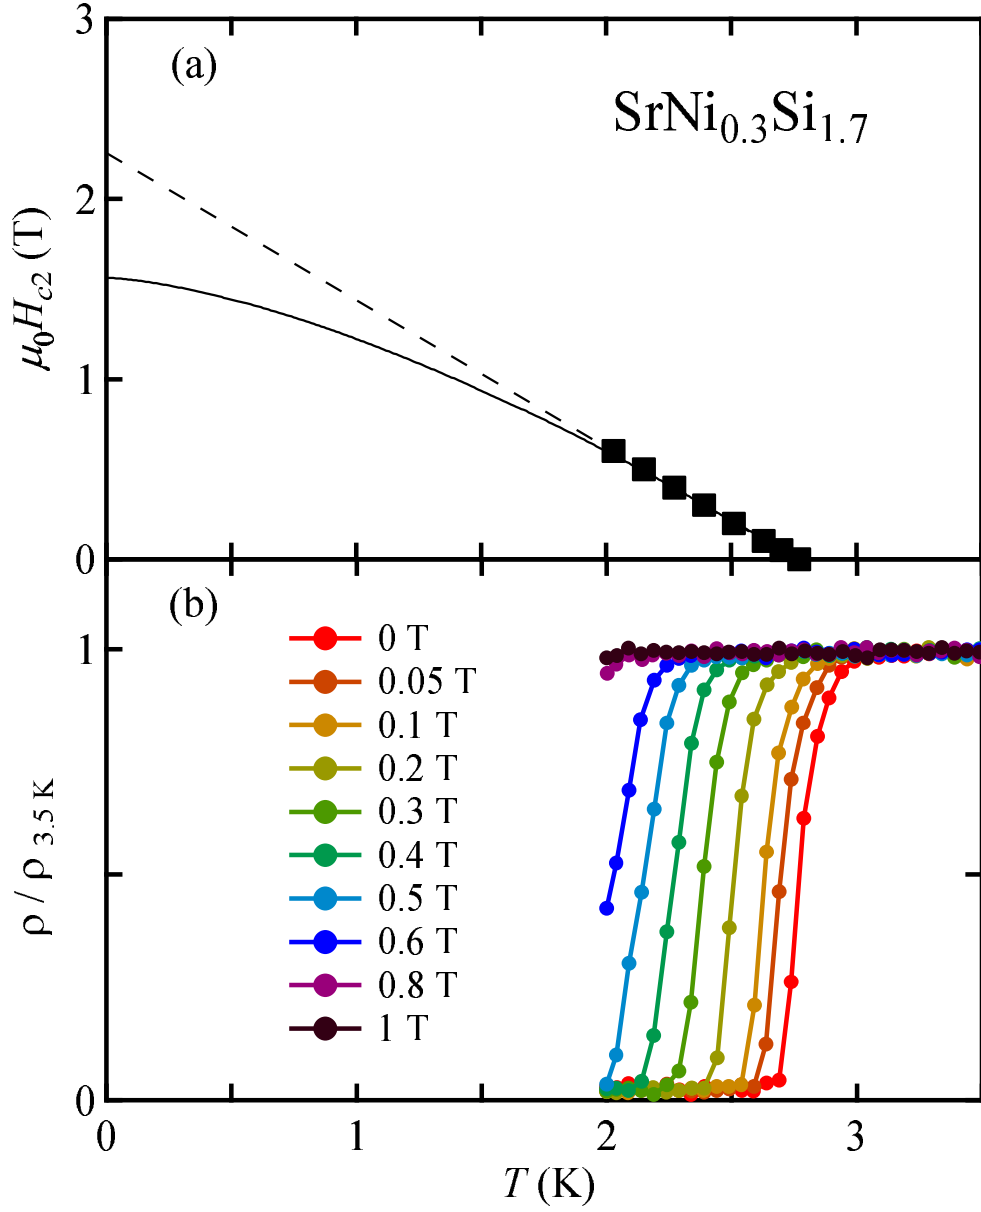 3
(a)
SrNi0.3Si1.7
2
μ0Hc2 (T)
1
0
(b)
1
0 T
0.05 T
0.1 T
0.2 T
0.3 T
0.4 T
0.5 T
0.6 T
0.8 T
1 T
ρ / ρ 3.5 K
0
0 1 2 3
T (K)